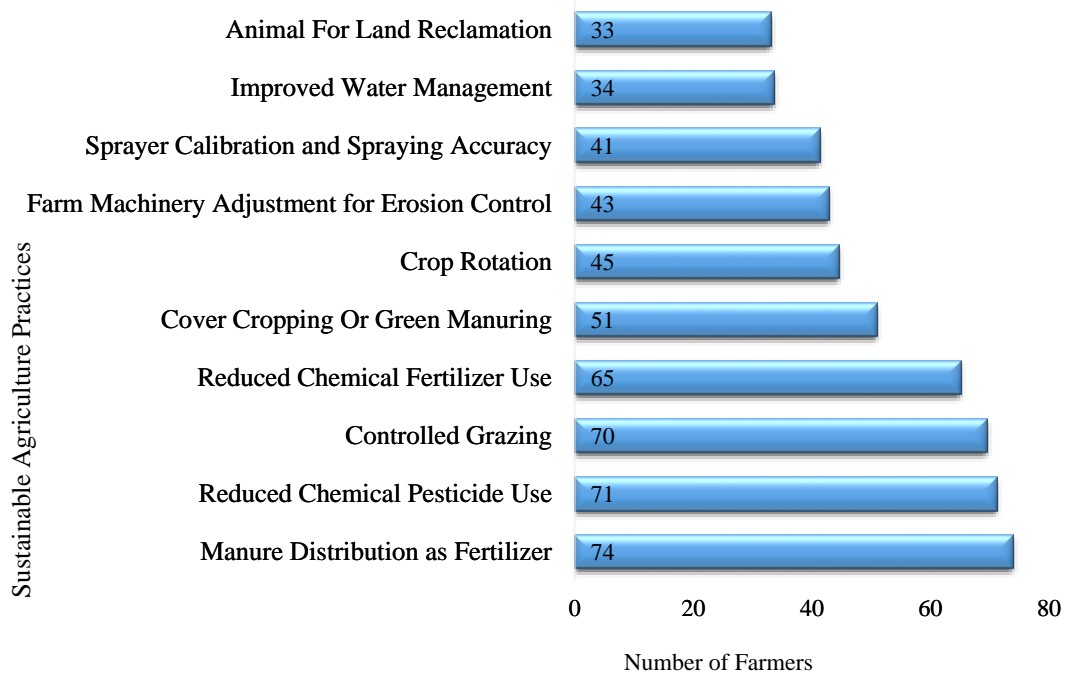 Animal For Land Reclamation 33
Improved Water Management 34
Sprayer Calibration and Spraying Accuracy 41
Farm Machinery Adjustment for Erosion Control 43
Crop Rotation 45
Cover Cropping Or Green Manuring 51
Reduced Chemical Fertilizer Use 65
Controlled Grazing 70
Reduced Chemical Pesticide Use 71
Manure Distribution as Fertilizer 74
Sustainable Agriculture Practices
0 20 40 60 80
Number of Farmers